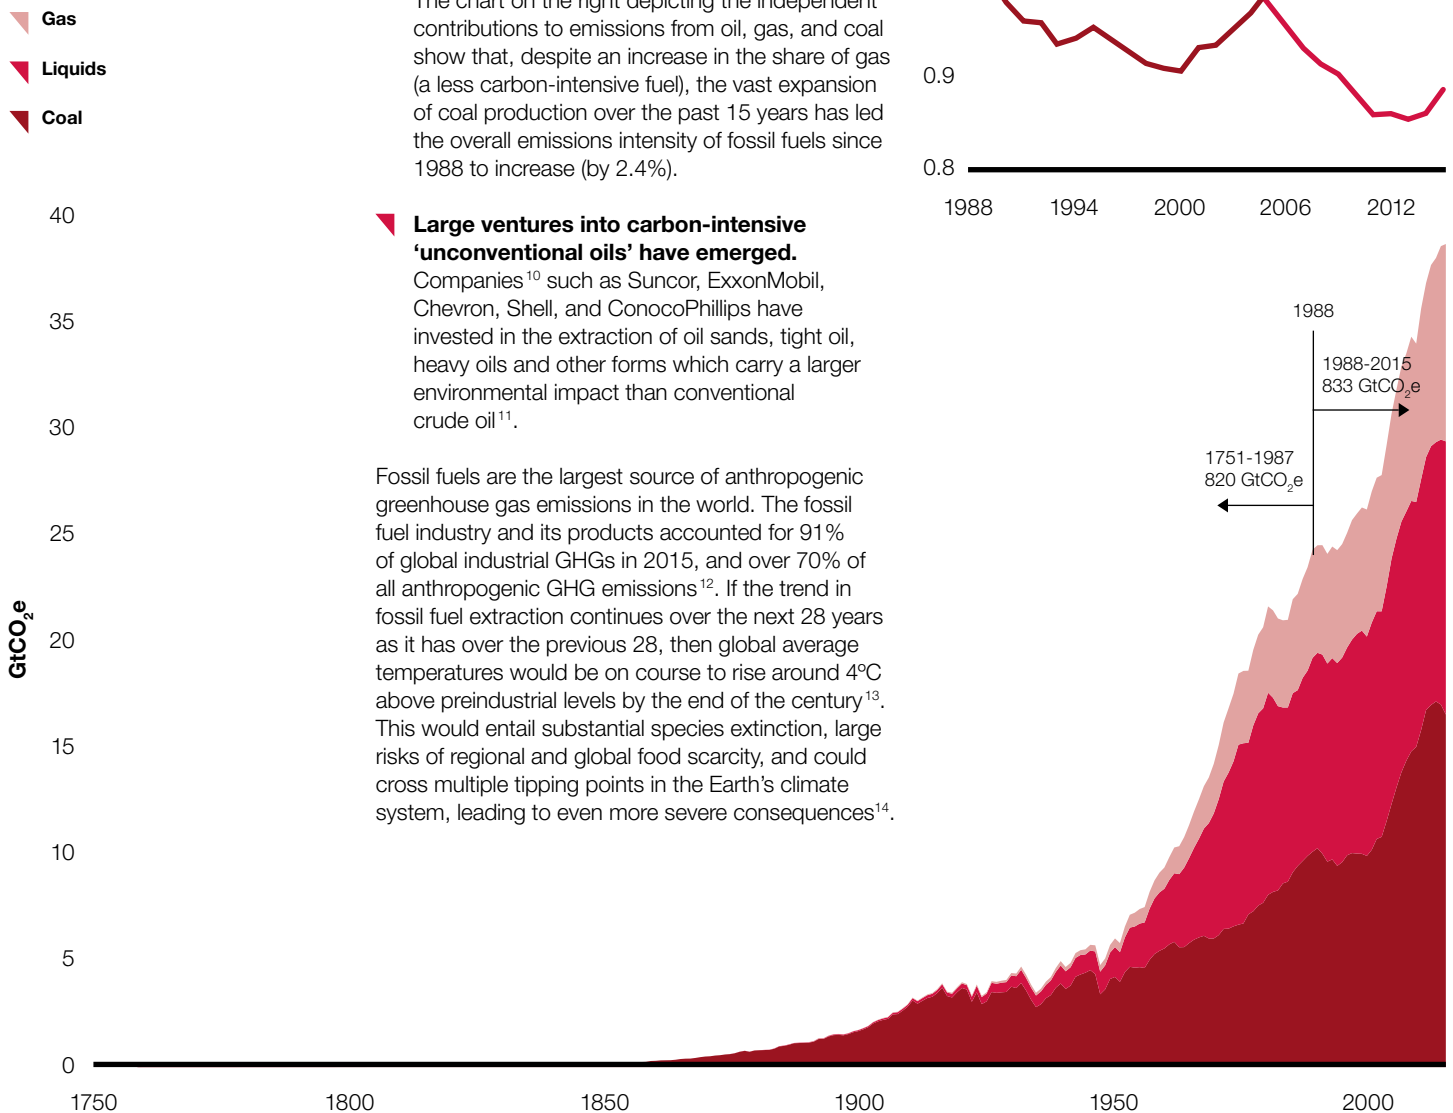 Gas
Liquids
Coal
The chart on the right depicting the independent
contributions to emissions from oil, gas, and coal
show that, despite an increase in the share of gas
(a less carbon-intensive fuel), the vast expansion
of coal production over the past 15 years has led
the overall emissions intensity of fossil fuels since
1988 to increase (by 2.4%).
Large ventures into carbon-intensive
‘unconventional oils’ have emerged.
Companies10 such as Suncor, ExxonMobil,
Chevron, Shell, and ConocoPhillips have
invested in the extraction of oil sands, tight oil,
heavy oils and other forms which carry a larger
environmental impact than conventional
crude oil11.
Fossil fuels are the largest source of anthropogenic
greenhouse gas emissions in the world. The fossil
fuel industry and its products accounted for 91%
of global industrial GHGs in 2015, and over 70% of
all anthropogenic GHG emissions12. If the trend in
fossil fuel extraction continues over the next 28 years
as it has over the previous 28, then global average
temperatures would be on course to rise around 4ºC
above preindustrial levels by the end of the century13.
This would entail substantial species extinction, large
risks of regional and global food scarcity, and could
cross multiple tipping points in the Earth’s climate
system, leading to even more severe consequences14.
0.9
0.8
1988 1994 2000 2006 2012
1988
1988-2015
833 GtCO2e
1751-1987
820 GtCO2e
GtCO2e
40
35
30
25
20
15
10
5
0
1750 1800 1850 1900 1950 2000